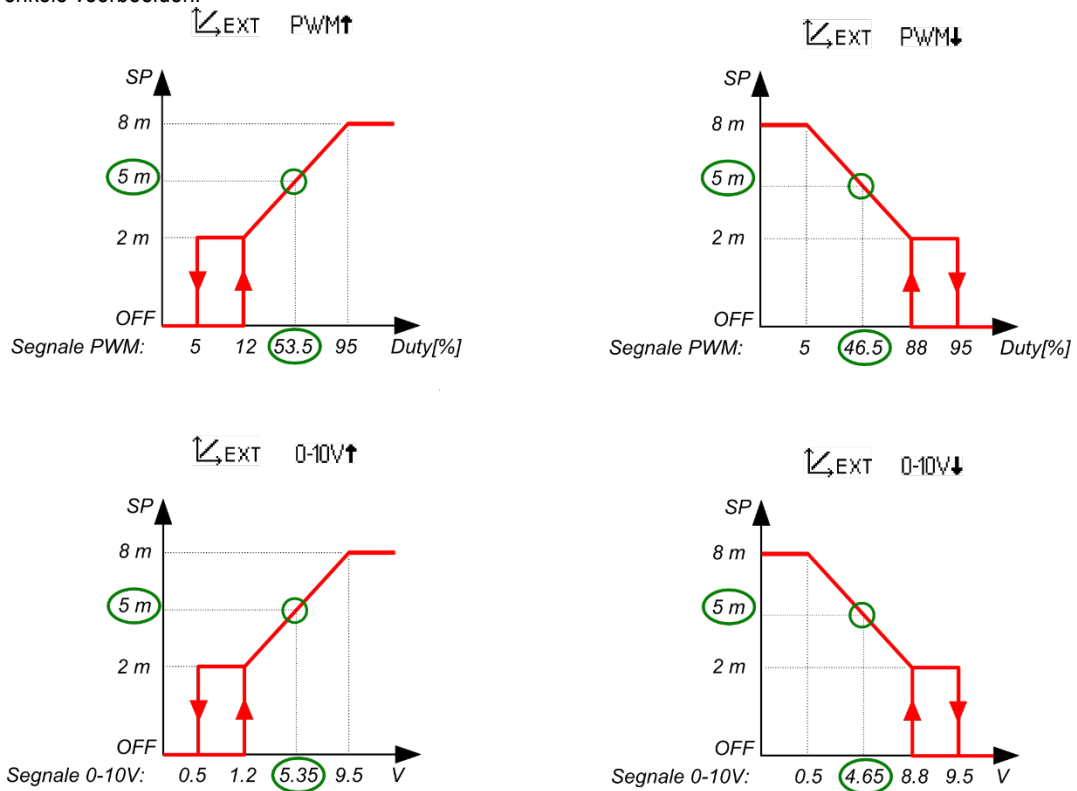 enkele voorbeelden.
EXT PWM↑
SP
8 m
5 m
2 m
OFF
Segnale PWM: 5 12 53.5 95 Duty[%]
EXT PWM↓
SP
8 m
5 m
2 m
OFF
Segnale PWM: 5 46.5 88 95 Duty[%]
EXT 0-10V↑
SP
8 m
5 m
2 m
OFF
Segnale 0-10V: 0.5 1.2 5.35 9.5 V
EXT 0-10V↓
SP
8 m
5 m
2 m
OFF
Segnale 0-10V: 0.5 4.65 8.8 9.5 V